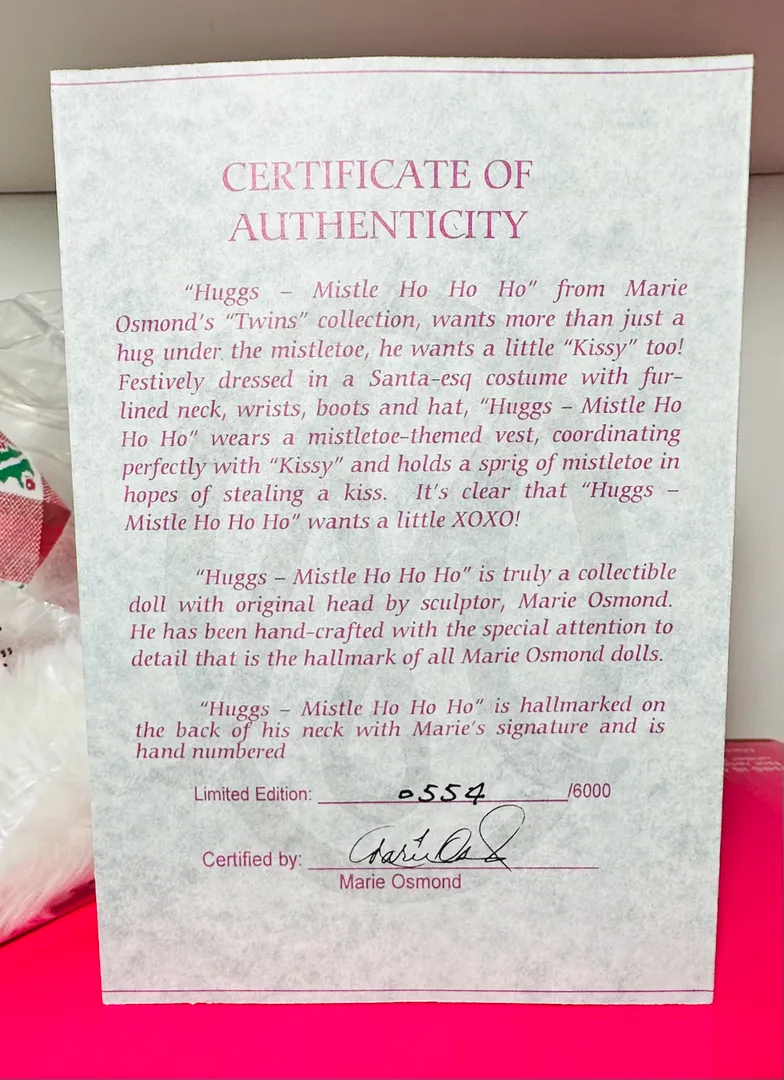 CERTIFICATE OF
AUTHENTICITY
"Huggs – Mistle Ho Ho Ho" from Marie
Osmond's "Twins" collection, wants more than just a
hug under the mistletoe, he wants a little "Kissy" too!
Festively dressed in a Santa-esq costume with fur-
lined neck, wrists, boots and hat, "Huggs – Mistle Ho
Ho Ho" wears a mistletoe-themed vest, coordinating
perfectly with "Kissy" and holds a sprig of mistletoe in
hopes of stealing a kiss. It's clear that "Huggs –
Mistle Ho Ho Ho" wants a little XOXO!
"Huggs – Mistle Ho Ho Ho" is truly a collectible
doll with original head by sculptor, Marie Osmond.
He has been hand-crafted with the special attention to
detail that is the hallmark of all Marie Osmond dolls.
"Huggs – Mistle Ho Ho Ho" is hallmarked on
the back of his neck with Marie's signature and is
hand numbered
Limited Edition: 0554 /6000
Certified by: Marie Osmond
Marie Osmond